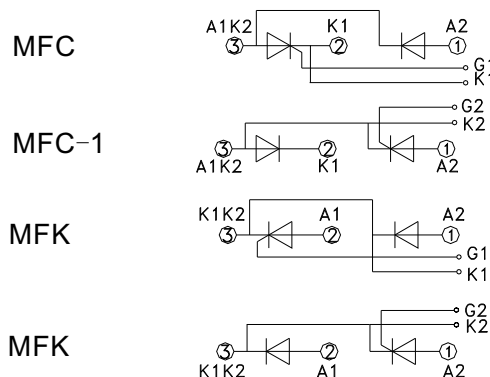 MFC
A1K2 K1 A2
3 2 1
G1
K1
MFC-1
G2
K2
3 2 1
A1K2 K1 A2
MFK
K1K2 A1 A2
3 2 1
G1
K1
MFK
G2
K2
3 2 1
K1K2 A1 A2